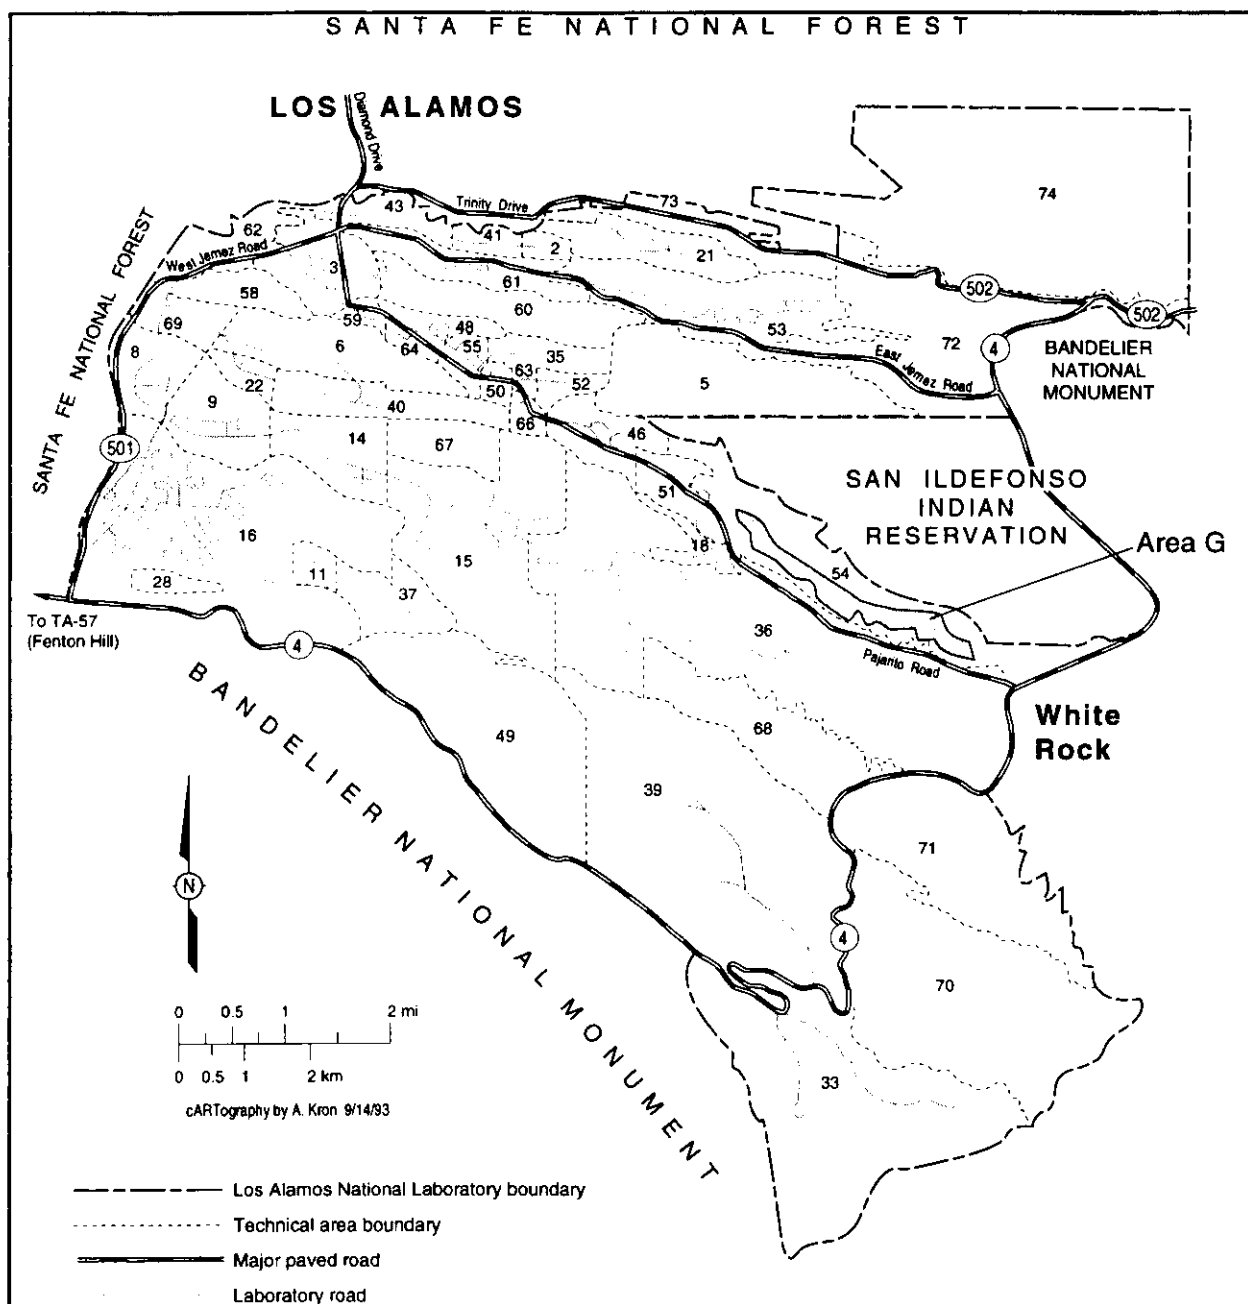 SANTA FE NATIONAL FOREST
LOS ALAMOS
Diamond Drive
74
43
Trinity Drive
73
SANTA FE NATIONAL FOREST
62
West Jemez Road
41
2
21
3
61
502
58
60
502
59
48
53
69
6
64
55
35
72
4
8
63
East Jemez Road
BANDELIER
NATIONAL
MONUMENT
22
50
52
5
9
40
66
46
14
67
501
SAN ILDEFONSO
INDIAN
RESERVATION
51
16
15
18
Area G
28
11
37
54
To TA-57
(Fenton Hill)
4
36
Pajarito Road
BANDELIER NATIONAL MONUMENT
White
Rock
49
68
39
71
N
4
70
0 0.5 1 2 mi
0 0.5 1 2 km
33
cARTography by A. Kron 9/14/93
Los Alamos National Laboratory boundary
Technical area boundary
Major paved road
Laboratory road